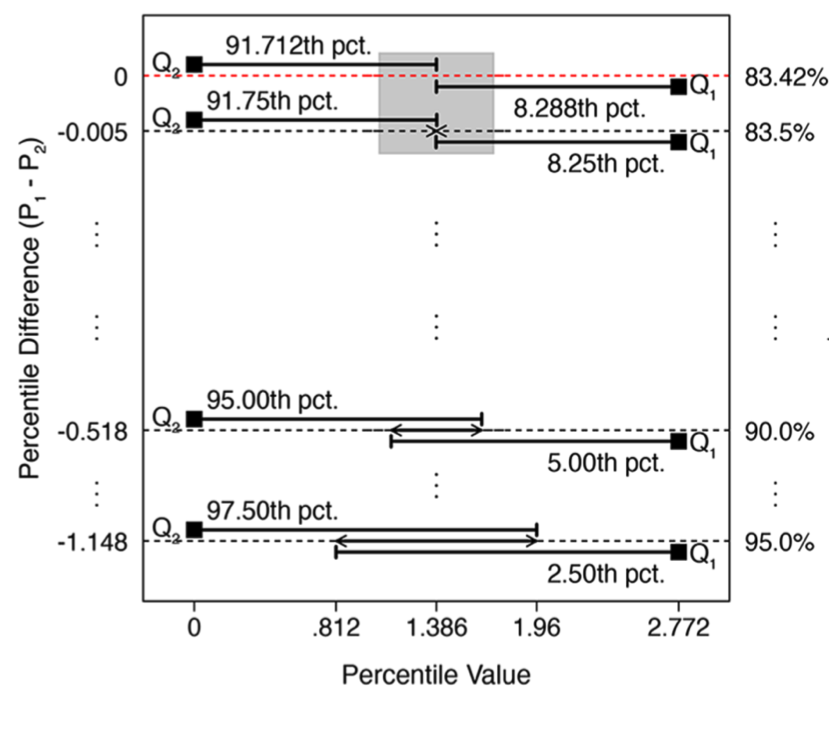 91.712th pct.
Q2
0
83.42%
Q1
91.75th pct.
8.288th pct.
Q2
-0.005
83.5%
Q1
8.25th pct.
Percentile Difference (P1 - P2)
95.00th pct.
Q2
-0.518
90.0%
Q1
5.00th pct.
97.50th pct.
Q2
-1.148
95.0%
Q1
2.50th pct.
0 .812 1.386 1.96 2.772
Percentile Value